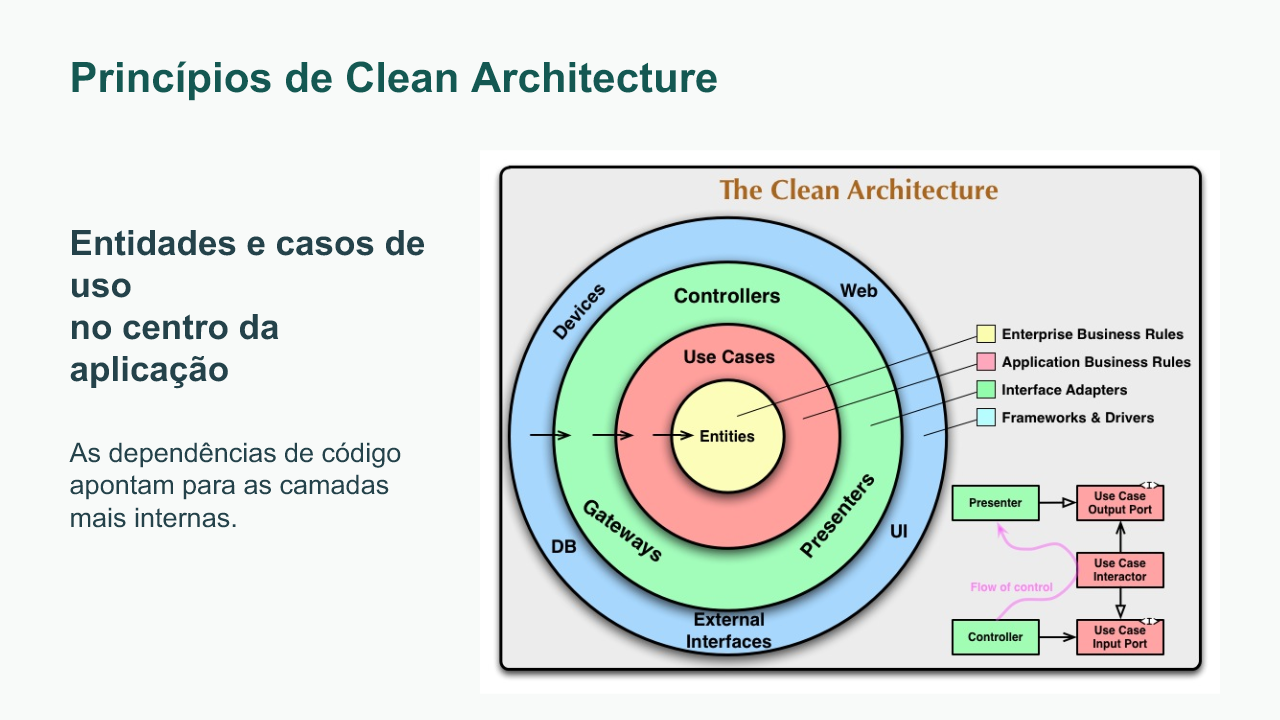 Princípios de Clean Architecture
Entidades e casos de
uso
no centro da
aplicação
As dependências de código
apontam para as camadas
mais internas.
The Clean Architecture
Devices
Controllers
Web
Use Cases
Entities
Gateways
Presenters
DB
UI
External
Interfaces
Enterprise Business Rules
Application Business Rules
Interface Adapters
Frameworks & Drivers
Presenter
Use Case
Output Port
I
Use Case
Interactor
Flow of control
Controller
Use Case
Input Port
I